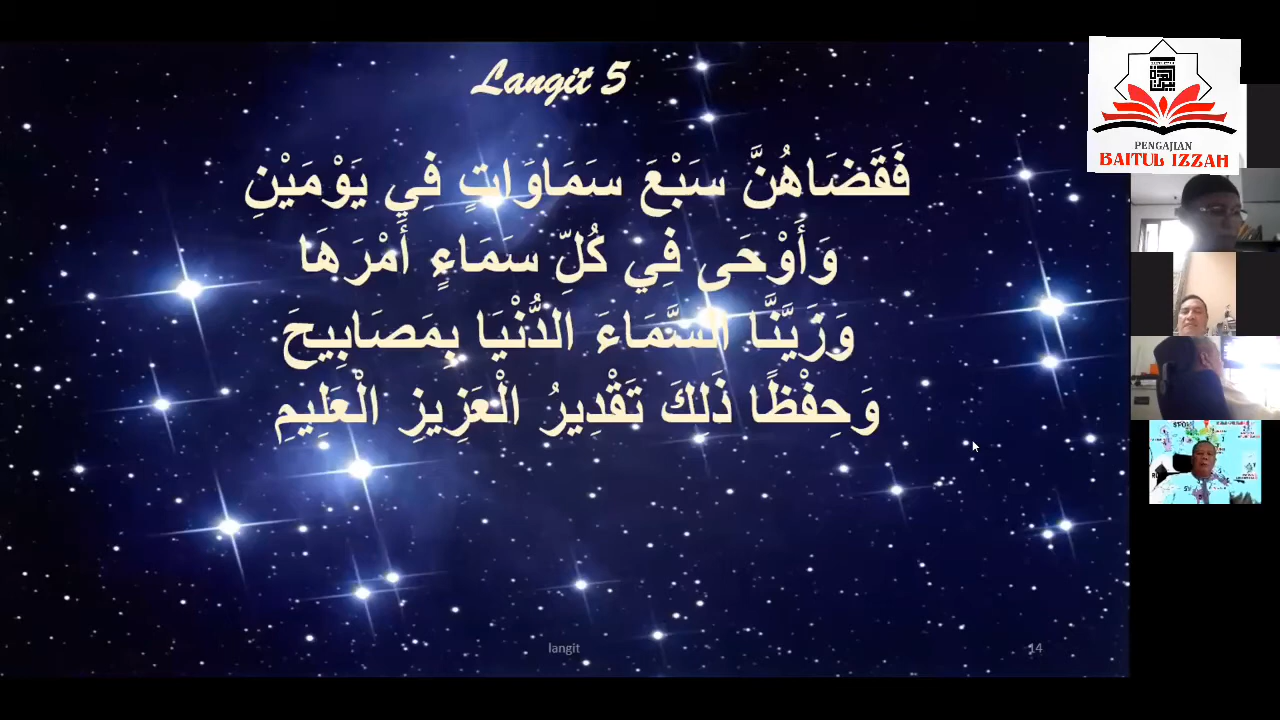 Langit 5
فَقَضَاهُنَّ سَبْعَ سَمَاوَاتٍ فِي يَوْمَيْنِ
وَأَوْحَى فِي كُلِّ سَمَاءٍ أَمْرَهَا
وَزَيَّنَّا السَّمَاءَ الدُّنْيَا بِمَصَابِيحَ
وَحِفْظًا ذَلكَ تَقْدِيرُ الْعَزِيزِ الْعَلِيمِ
langit
14
PENGAJIAN
BAITUL IZZAH